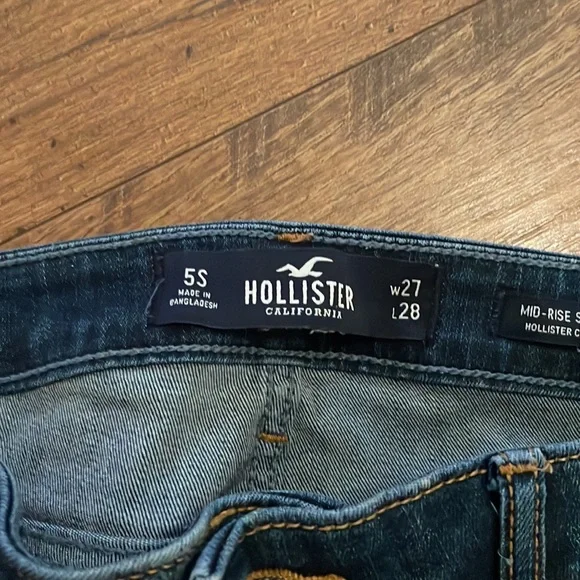 5S
MADE IN
BANGLADESH
HOLLISTER
CALIFORNIA
W27
L28
MID-RISE S
HOLLISTER C